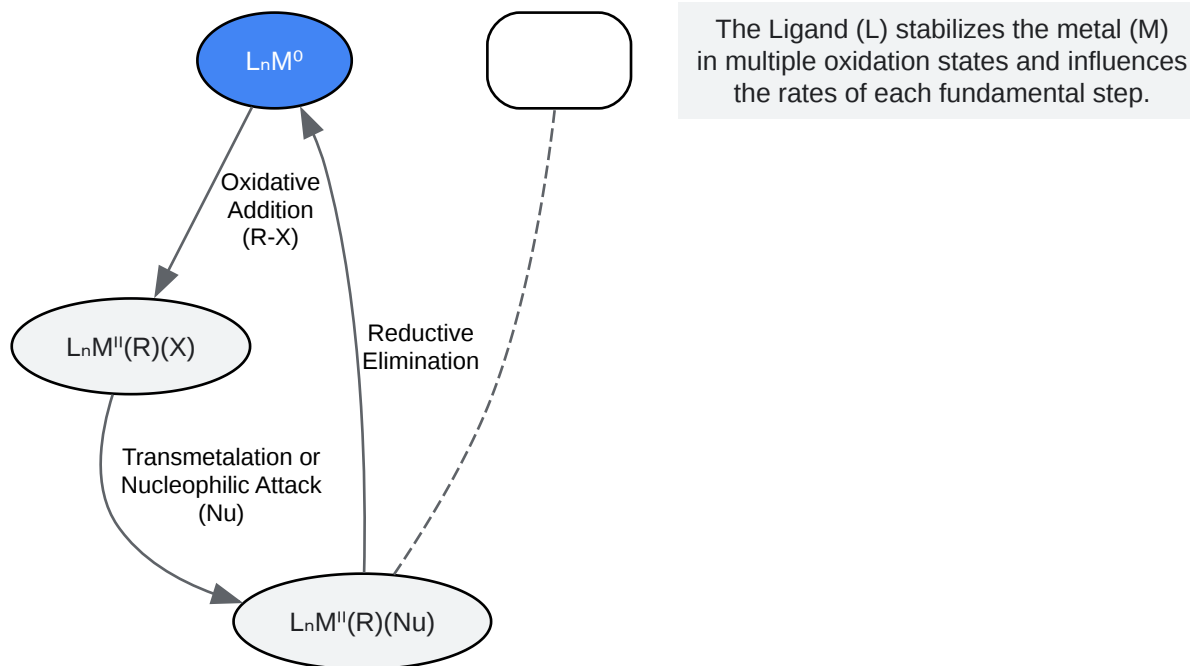 LₙM⁰
The Ligand (L) stabilizes the metal (M)
in multiple oxidation states and influences
the rates of each fundamental step.
Oxidative
Addition
(R-X)
LₙMᴵᴵ(R)(X)
Reductive
Elimination
Transmetalation or
Nucleophilic Attack
(Nu)
LₙMᴵᴵ(R)(Nu)